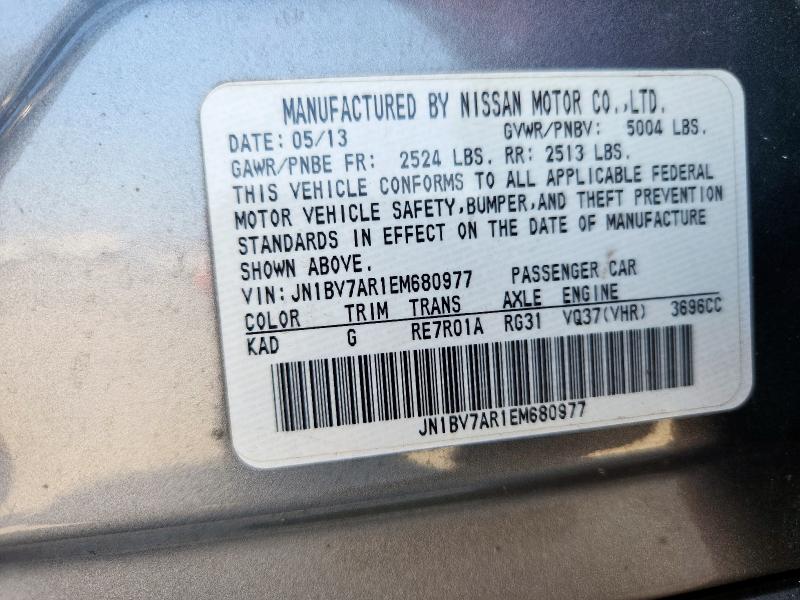 MANUFACTURED BY NISSAN MOTOR CO.,LTD.
DATE: 05/13 GVWR/PNBV: 5004 LBS.
GAWR/PNBE FR: 2524 LBS. RR: 2513 LBS.
THIS VEHICLE CONFORMS TO ALL APPLICABLE FEDERAL
MOTOR VEHICLE SAFETY,BUMPER,AND THEFT PREVENTION
STANDARDS IN EFFECT ON THE DATE OF MANUFACTURE
SHOWN ABOVE.
VIN: JN1BV7AR1EM680977 PASSENGER CAR
COLOR TRIM TRANS AXLE ENGINE
KAD G RE7R01A RG31 VQ37(VHR) 3696CC
JN1BV7AR1EM680977